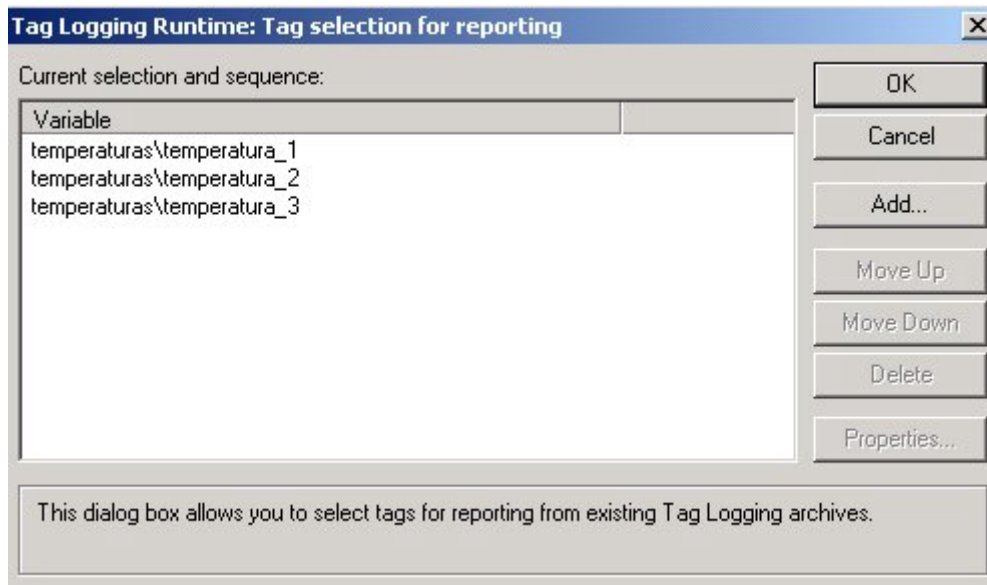 Tag Logging Runtime: Tag selection for reporting
Current selection and sequence:
Variable
temperaturas\temperatura_1
temperaturas\temperatura_2
temperaturas\temperatura_3
OK
Cancel
Add...
Move Up
Move Down
Delete
Properties...
This dialog box allows you to select tags for reporting from existing Tag Logging archives.